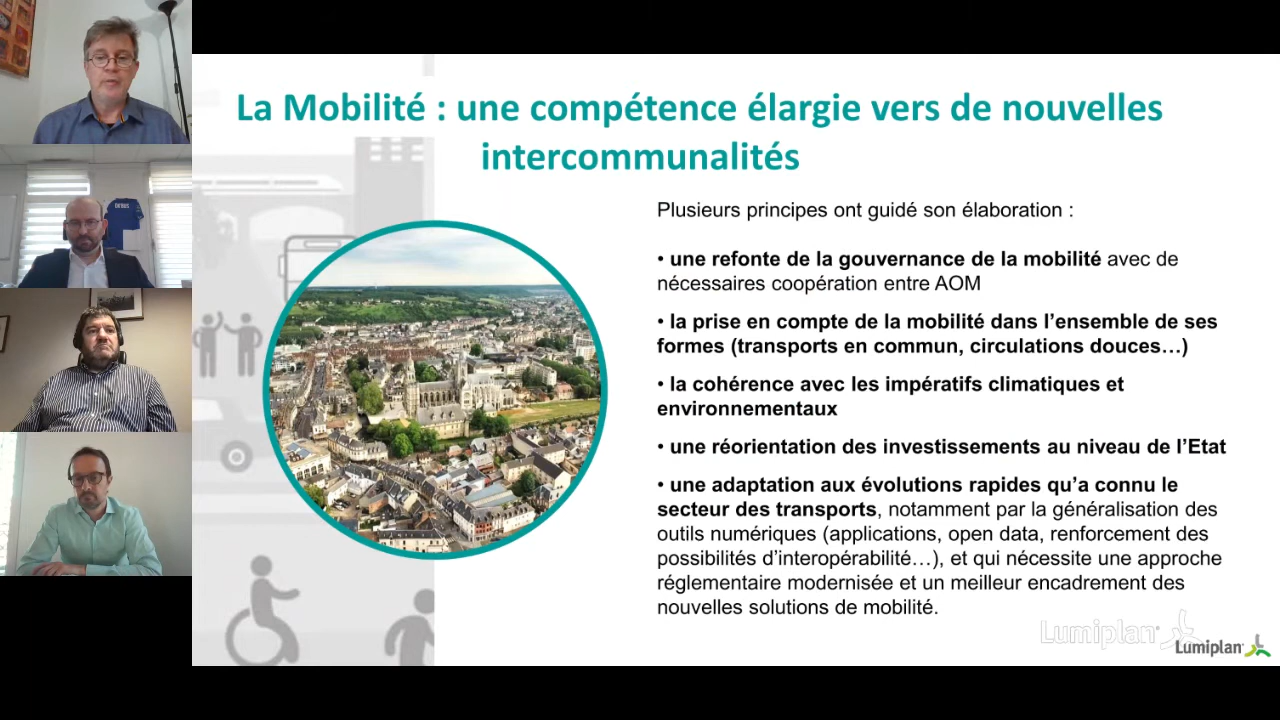 La Mobilité : une compétence élargie vers de nouvelles
intercommunalités
Plusieurs principes ont guidé son élaboration :
• une refonte de la gouvernance de la mobilité avec de
nécessaires coopération entre AOM
• la prise en compte de la mobilité dans l’ensemble de ses
formes (transports en commun, circulations douces…)
• la cohérence avec les impératifs climatiques et
environnementaux
• une réorientation des investissements au niveau de l’Etat
• une adaptation aux évolutions rapides qu’a connu le
secteur des transports, notamment par la généralisation des
outils numériques (applications, open data, renforcement des
possibilités d’interopérabilité…), et qui nécessite une approche
réglementaire modernisée et un meilleur encadrement des
nouvelles solutions de mobilité.
Lumiplan
Lumiplan